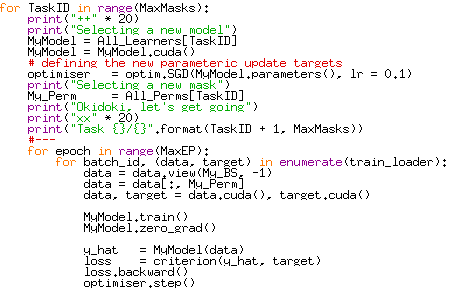 for TaskID in range(MaxMasks):
    print("++" * 20)
    print("Selecting a new model")
    MyModel = All_Learners[TaskID]
    MyModel = MyModel.cuda()
    # defining the new parameteric update targets
    optimiser   = optim.SGD(MyModel.parameters(), lr = 0.1)
    print("Selecting a new mask")
    My_Perm     = All_Perms[TaskID]
    print("Okidoki, let's get going")
    print("xx" * 20)
    print("Task {}/{}".format(TaskID + 1, MaxMasks))
    #---
    for epoch in range(MaxEP):
        for batch_id, (data, target) in enumerate(train_loader):
            data = data.view(My_BS, -1)
            data = data[:, My_Perm]
            data, target = data.cuda(), target.cuda()
            MyModel.train()
            MyModel.zero_grad()
            y_hat   = MyModel(data)
            loss    = criterion(y_hat, target)
            loss.backward()
            optimiser.step()